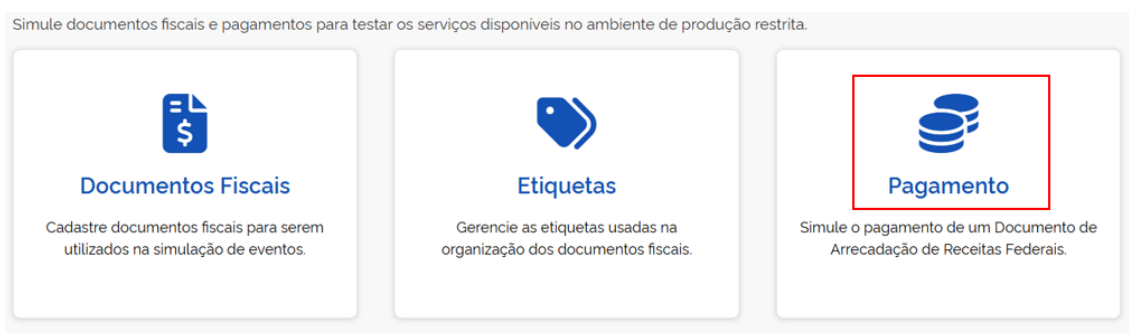 Simule documentos fiscais e pagamentos para testar os serviços disponíveis no ambiente de produção restrita.
Documentos Fiscais
Cadastre documentos fiscais para serem
utilizados na simulação de eventos.
Etiquetas
Gerencie as etiquetas usadas na
organização dos documentos fiscais.
Pagamento
Simule o pagamento de um Documento de
Arrecadação de Receitas Federais.